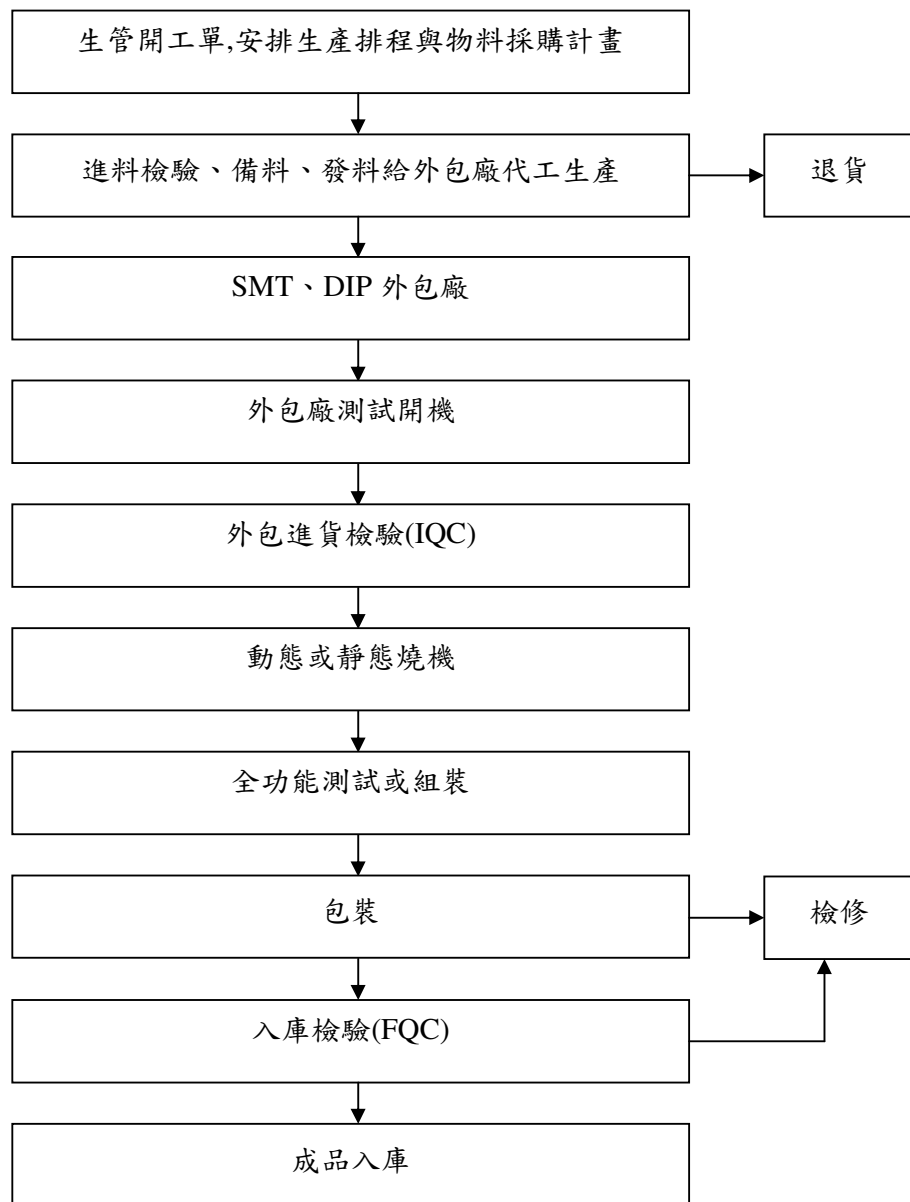 生管開工單,安排生產排程與物料採購計畫
進料檢驗、備料、發料給外包廠代工生產
退貨
SMT、DIP 外包廠
外包廠測試開機
外包進貨檢驗(IQC)
動態或靜態燒機
全功能測試或組裝
包裝
檢修
入庫檢驗(FQC)
成品入庫